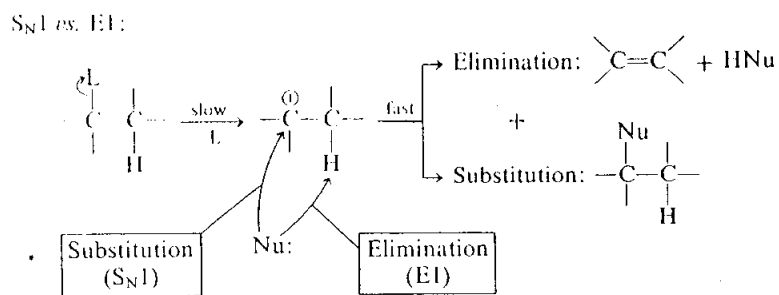 SN1 vs. E1:
L
C C
H
slow
L
⊕
C C
H
fast
Elimination: C=C + HNu
+
Nu
Substitution: C C
H
Nu:
Substitution
(SN1)
Elimination
(E1)